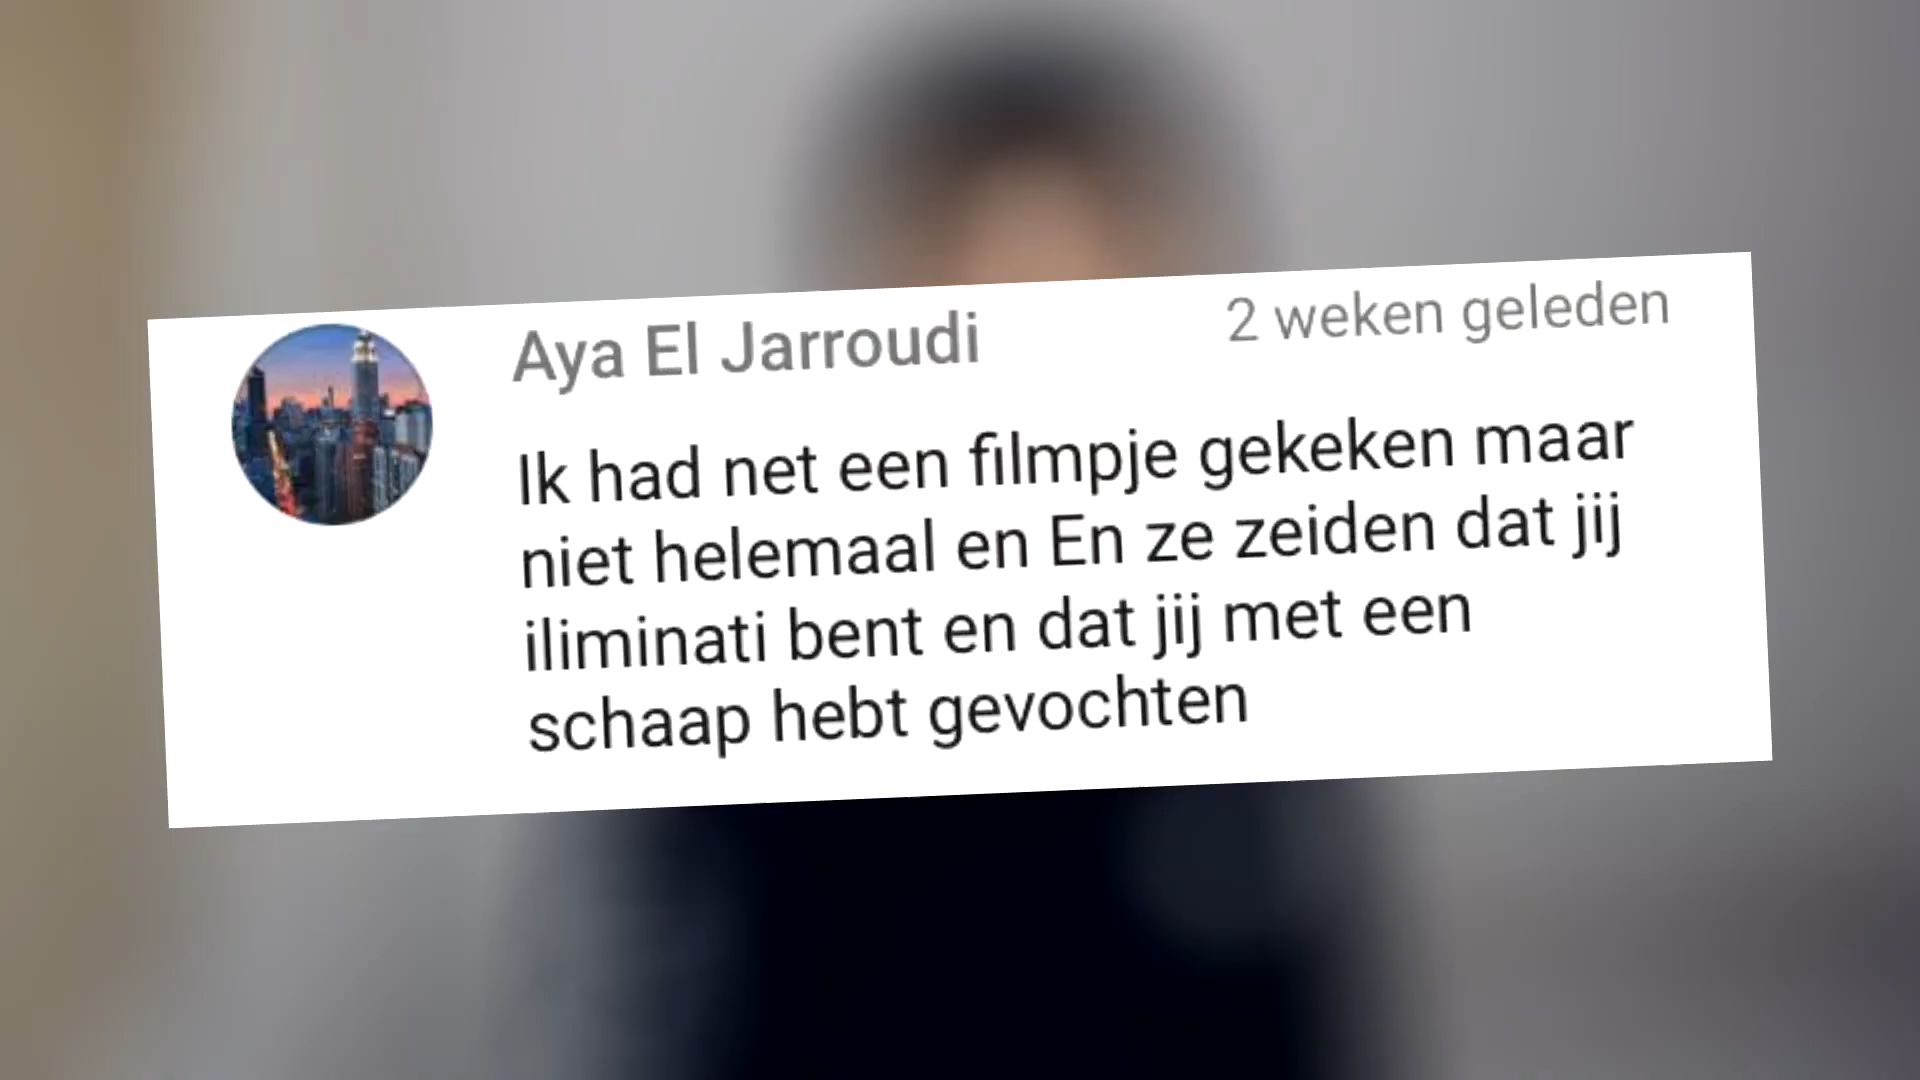 Aya El Jarroudi
2 weken geleden
Ik had net een filmpje gekeken maar
niet helemaal en En ze zeiden dat jij
iliminati bent en dat jij met een
schaap hebt gevochten